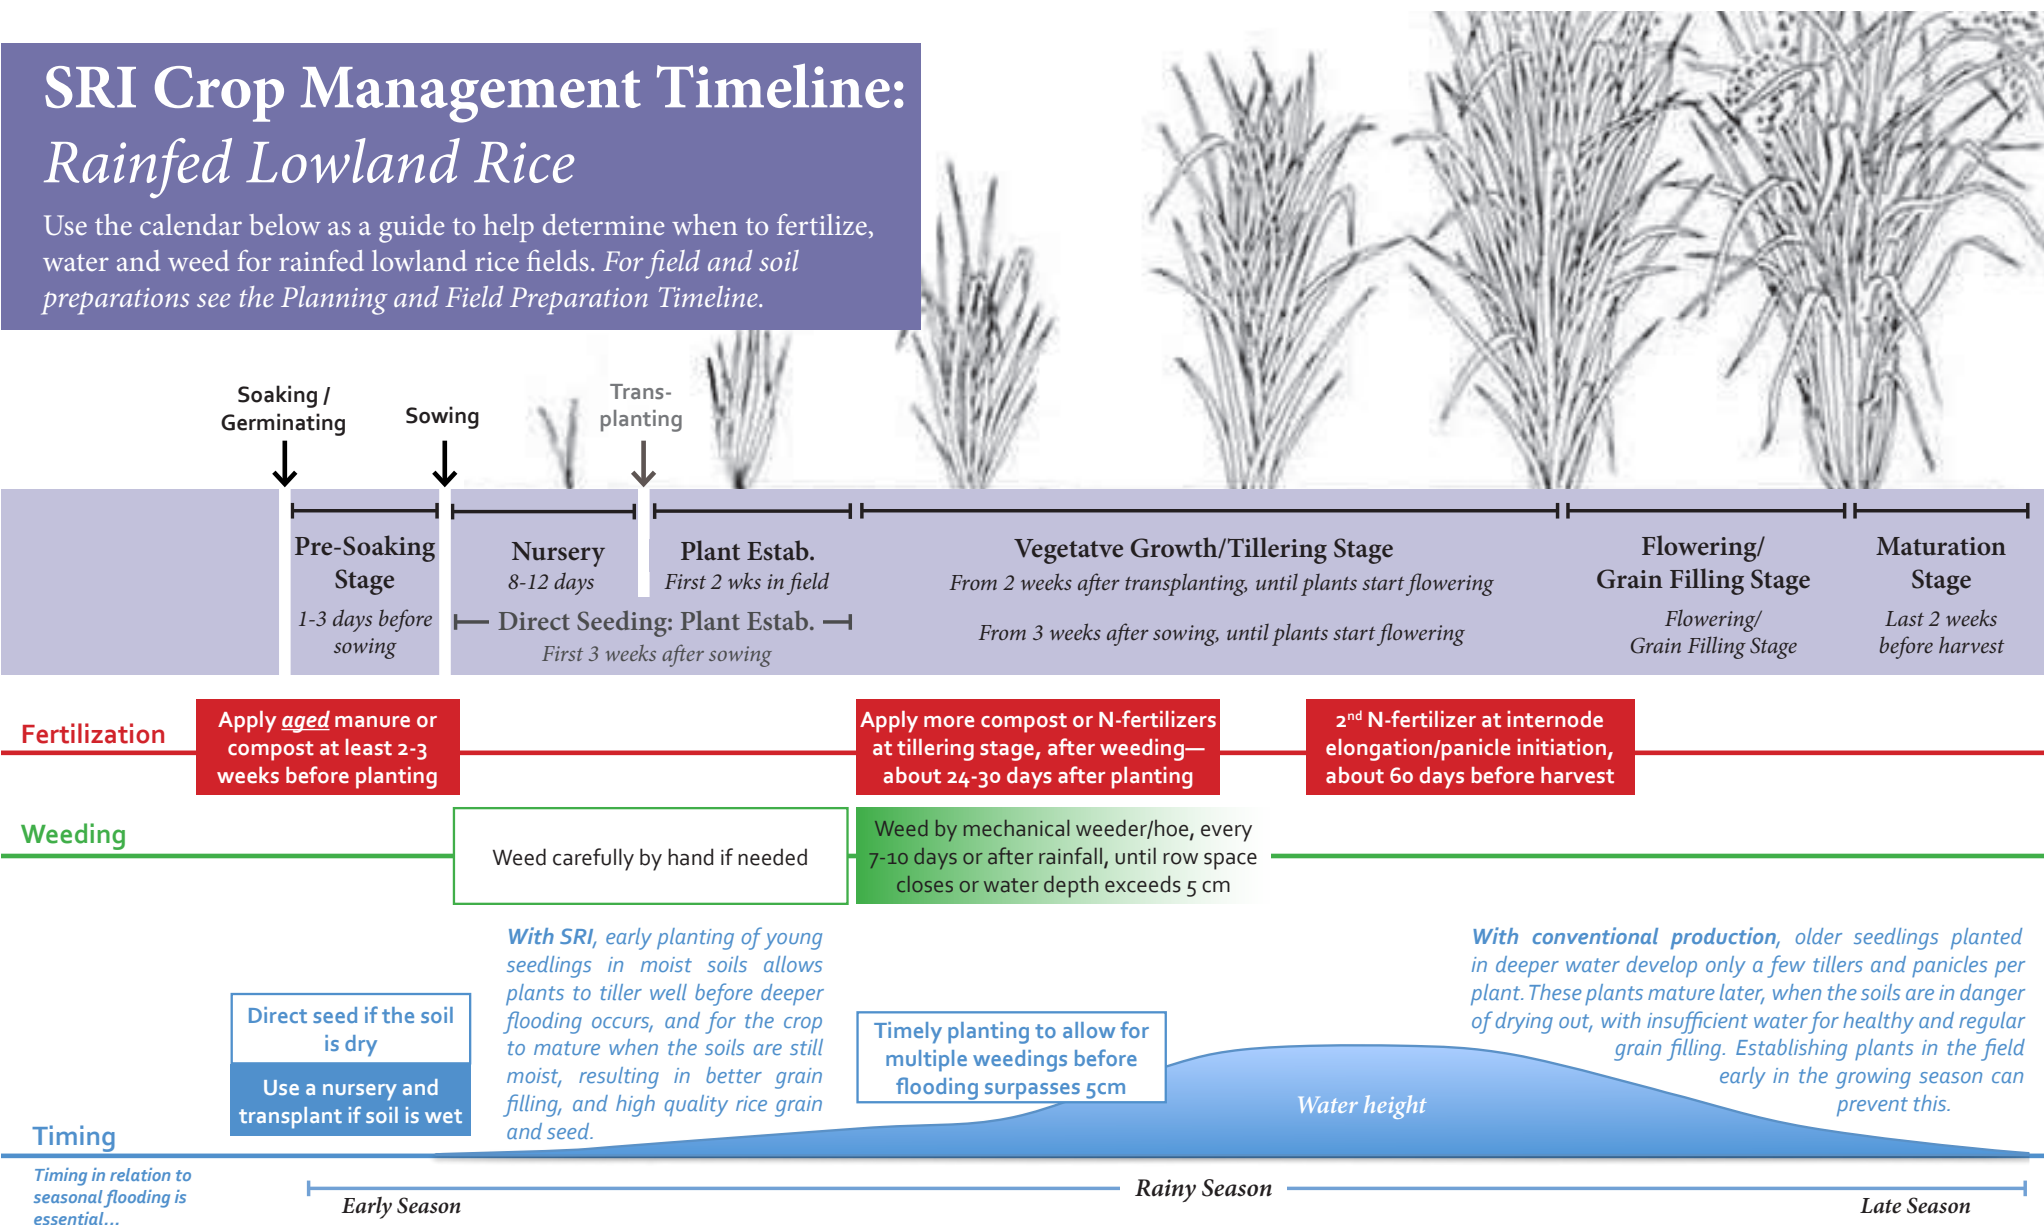 SRI Crop Management Timeline:
Rainfed Lowland Rice
Use the calendar below as a guide to help determine when to fertilize,
water and weed for rainfed lowland rice fields. For field and soil
preparations see the Planning and Field Preparation Timeline.
Soaking /
Germinating
Sowing
Trans-
planting
Pre-Soaking
Stage
1-3 days before
sowing
Nursery
8-12 days
Plant Estab.
First 2 wks in field
Direct Seeding: Plant Estab.
First 3 weeks after sowing
Vegetatve Growth/Tillering Stage
From 2 weeks after transplanting, until plants start flowering
From 3 weeks after sowing, until plants start flowering
Flowering/
Grain Filling Stage
Flowering/
Grain Filling Stage
Maturation
Stage
Last 2 weeks
before harvest
Fertilization
Apply aged manure or
compost at least 2-3
weeks before planting
Apply more compost or N-fertilizers
at tillering stage, after weeding—
about 24-30 days after planting
2nd N-fertilizer at internode
elongation/panicle initiation,
about 60 days before harvest
Weeding
Weed carefully by hand if needed
Weed by mechanical weeder/hoe, every
7-10 days or after rainfall, until row space
closes or water depth exceeds 5 cm
Direct seed if the soil
is dry
Use a nursery and
transplant if soil is wet
With SRI, early planting of young
seedlings in moist soils allows
plants to tiller well before deeper
flooding occurs, and for the crop
to mature when the soils are still
moist, resulting in better grain
filling, and high quality rice grain
and seed.
Timely planting to allow for
multiple weedings before
flooding surpasses 5cm
Water height
With conventional production, older seedlings planted
in deeper water develop only a few tillers and panicles per
plant. These plants mature later, when the soils are in danger
of drying out, with insufficient water for healthy and regular
grain filling. Establishing plants in the field
early in the growing season can
prevent this.
Timing
Timing in relation to
seasonal flooding is
essential...
Early Season
Rainy Season
Late Season